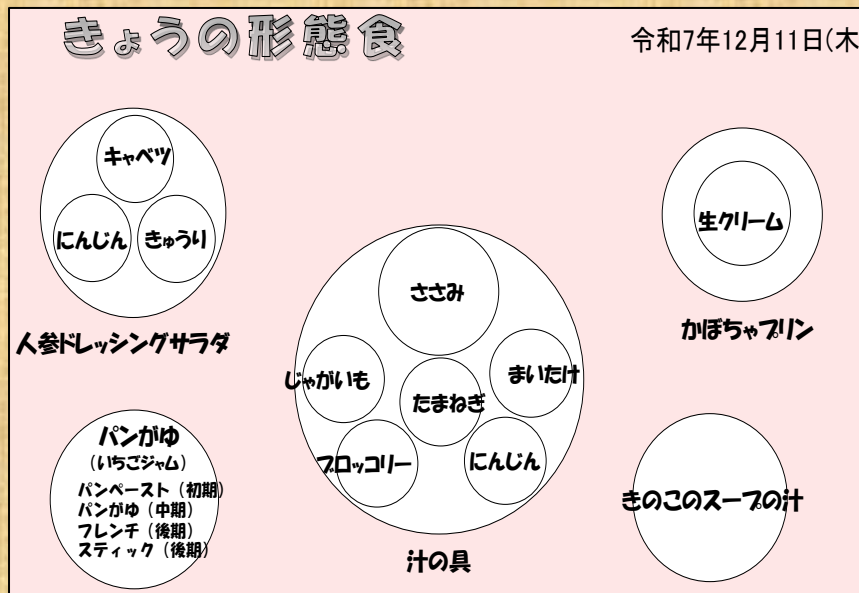 きょうの形態食
令和7年12月11日(木
キャベツ
にんじん
きゅうり
人参ドレッシングサラダ
生クリーム
かぼちゃプリン
ささみ
じゃがいも
たまねぎ
まいたけ
ブロッコリー
にんじん
汁の具
パンがゆ
(いちごジャム)
パンペースト(初期)
パンがゆ(中期)
フレンチ(後期)
スティック(後期)
きのこのスープの汁